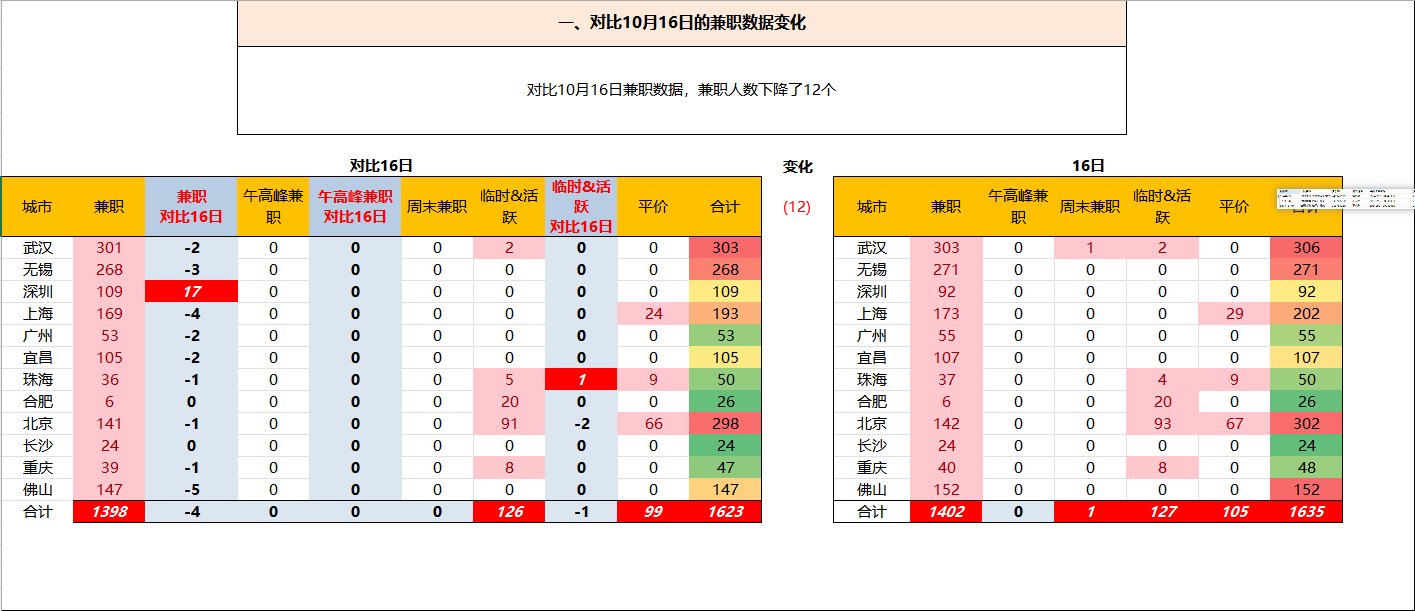 一、对比10月16日的兼职数据变化
对比10月16日兼职数据，兼职人数下降了12个
对比16日 变化 16日
城市 兼职 兼职 对比16日 午高峰兼职 午高峰兼职 对比16日 周末兼职 临时&活跃 临时&活跃 对比16日 平价 合计 (12) 城市 兼职 午高峰兼职 周末兼职 临时&活跃 平价
武汉 301 -2 0 0 0 2 0 0 303 武汉 303 0 1 2 0 306
无锡 268 -3 0 0 0 0 0 0 268 无锡 271 0 0 0 0 271
深圳 109 17 0 0 0 0 0 0 109 深圳 92 0 0 0 0 92
上海 169 -4 0 0 0 0 0 24 193 上海 173 0 0 0 29 202
广州 53 -2 0 0 0 0 0 0 53 广州 55 0 0 0 0 55
宜昌 105 -2 0 0 0 0 0 0 105 宜昌 107 0 0 0 0 107
珠海 36 -1 0 0 0 5 1 9 50 珠海 37 0 0 4 9 50
合肥 6 0 0 0 0 20 0 0 26 合肥 6 0 0 20 0 26
北京 141 -1 0 0 0 91 -2 66 298 北京 142 0 0 93 67 302
长沙 24 0 0 0 0 0 0 0 24 长沙 24 0 0 0 0 24
重庆 39 -1 0 0 0 8 0 0 47 重庆 40 0 0 8 0 48
佛山 147 -5 0 0 0 0 0 0 147 佛山 152 0 0 0 0 152
合计 1398 -4 0 0 0 126 -1 99 1623 合计 1402 0 1 127 105 1635